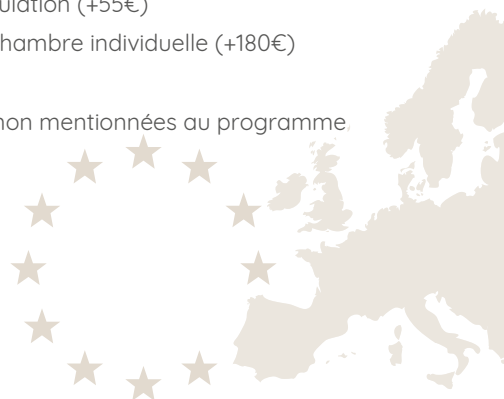 ulation (+55€)
hambre individuelle (+180€)
non mentionnées au programme